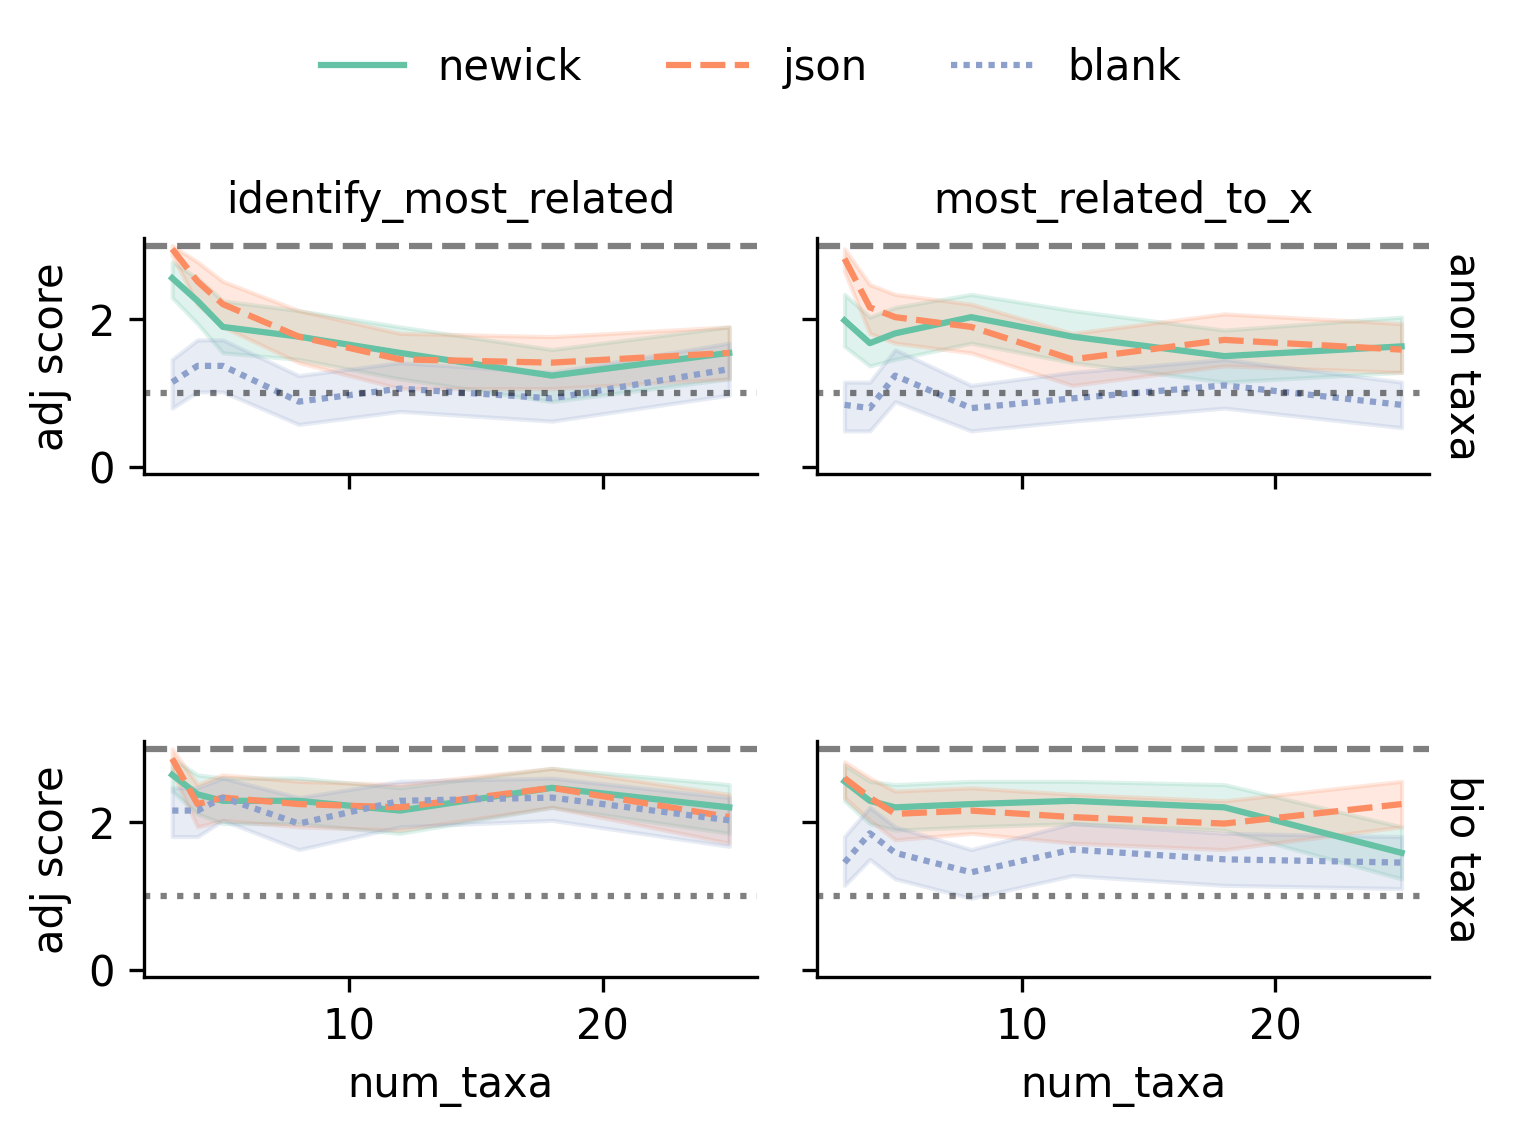 newick json blank
identify_most_related most_related_to_x
adj score
2
0
anon taxa
adj score
2
0
bio taxa
10 20 10 20
num_taxa num_taxa